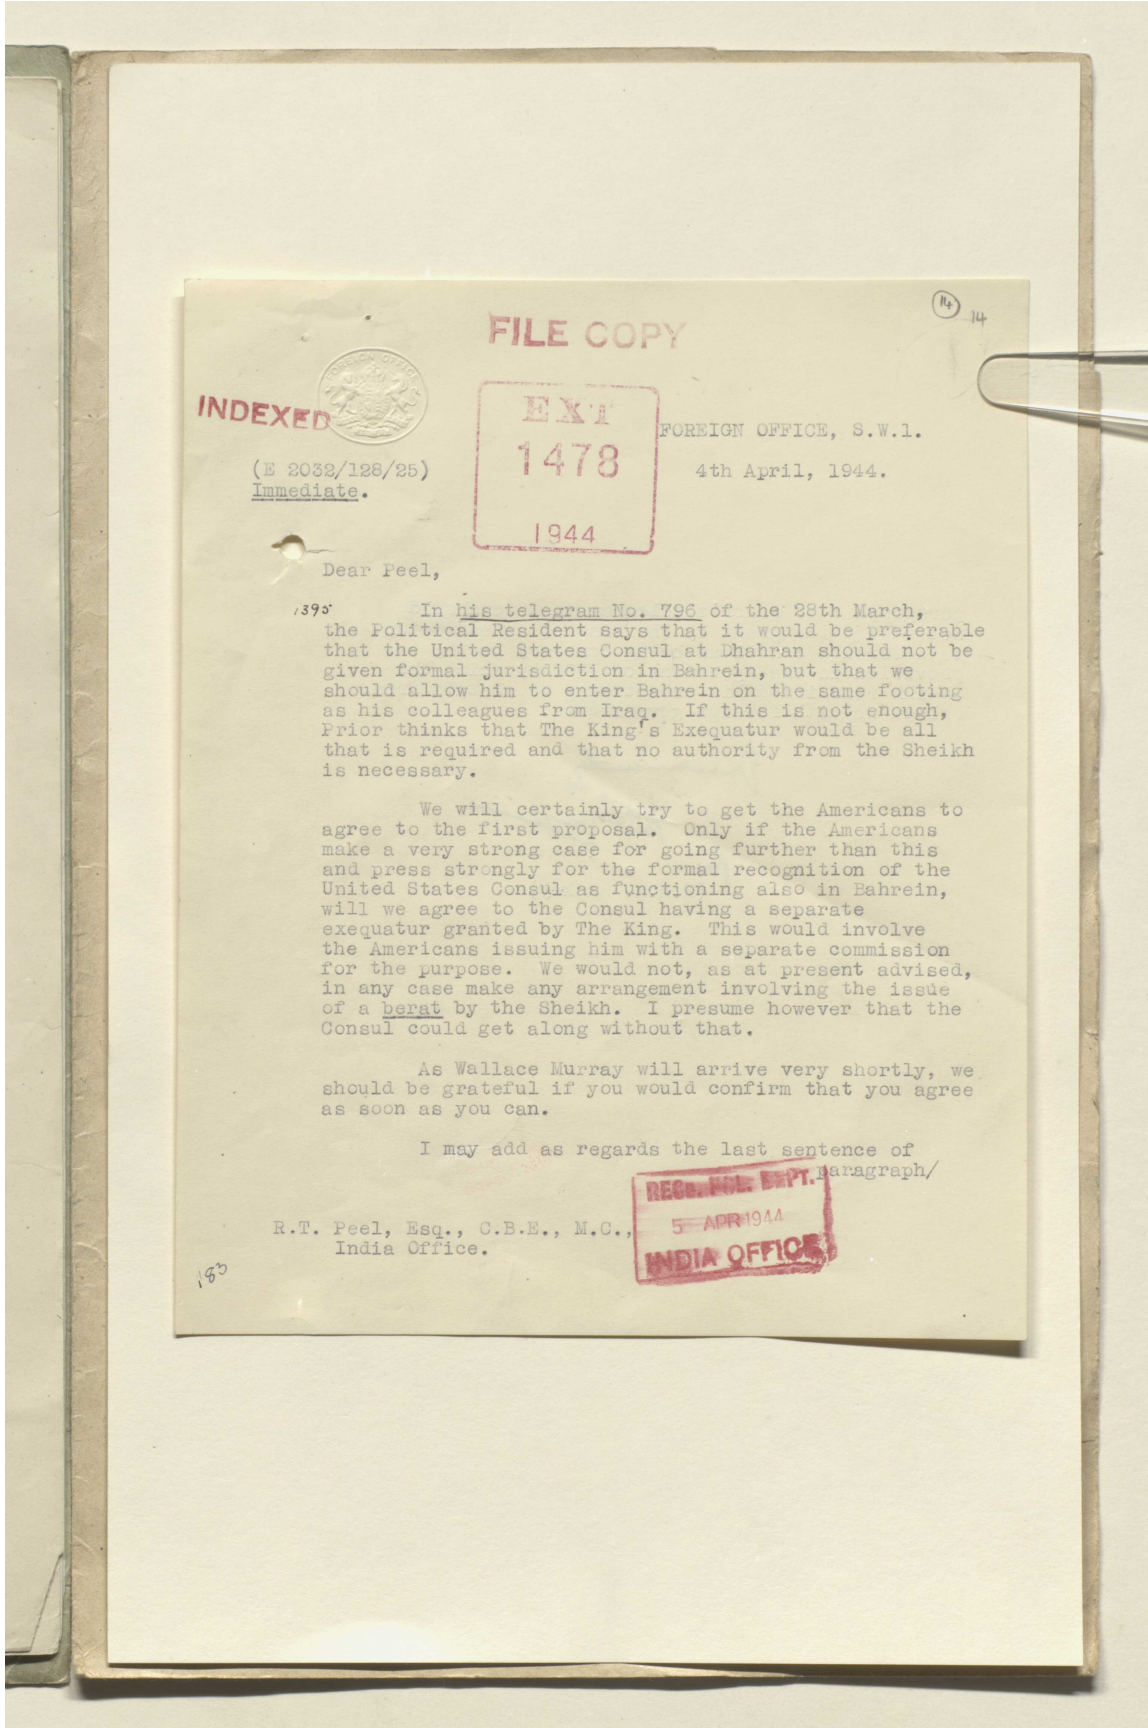 14
14
FILE COPY
FOREIGN OFFICE
INDEXED
EXT
1478
1944
FOREIGN OFFICE, S.W.1.
4th April, 1944.
(E 2032/128/25)
Immediate.
Dear Peel,
1395
In his telegram No. 796 of the 28th March,
the Political Resident says that it would be preferable
that the United States Consul at Dhahran should not be
given formal jurisdiction in Bahrein, but that we
should allow him to enter Bahrein on the same footing
as his colleagues from Iraq. If this is not enough,
Prior thinks that The King's Exequatur would be all
that is required and that no authority from the Sheikh
is necessary.
We will certainly try to get the Americans to
agree to the first proposal. Only if the Americans
make a very strong case for going further than this
and press strongly for the formal recognition of the
United States Consul as functioning also in Bahrein,
will we agree to the Consul having a separate
exequatur granted by The King. This would involve
the Americans issuing him with a separate commission
for the purpose. We would not, as at present advised,
in any case make any arrangement involving the issue
of a berat by the Sheikh. I presume however that the
Consul could get along without that.
As Wallace Murray will arrive very shortly, we
should be grateful if you would confirm that you agree
as soon as you can.
I may add as regards the last sentence of
paragraph/
RECd. POL. DEPT.
5 APR 1944
INDIA OFFICE
R.T. Peel, Esq., C.B.E., M.C.,
India Office.
183